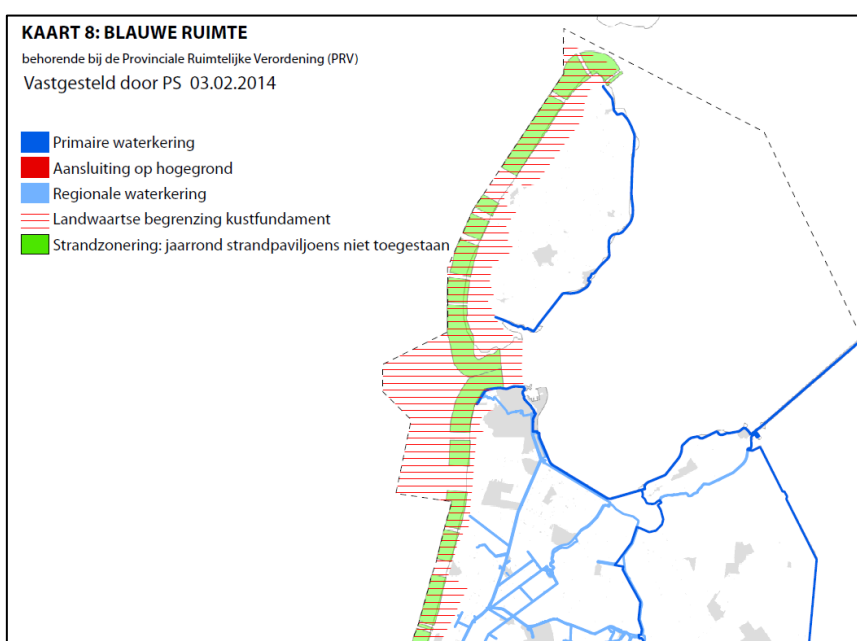 KAART 8: BLAUWE RUIMTE
behorende bij de Provinciale Ruimtelijke Verordening (PRV)
Vastgesteld door PS 03.02.2014
Primaire waterkering
Aansluiting op hogegrond
Regionale waterkering
Landwaartse begrenzing kustfundament
Strandzonering: jaarrond strandpaviljoens niet toegestaan